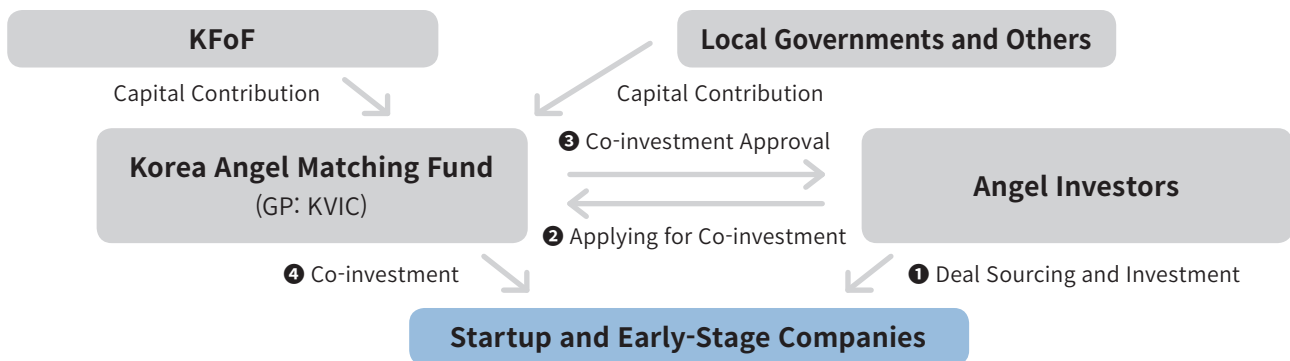 KFoF
Local Governments and Others
Capital Contribution
Capital Contribution
❸ Co-investment Approval
Korea Angel Matching Fund
(GP: KVIC)
Angel Investors
❷ Applying for Co-investment
❹ Co-investment
❶ Deal Sourcing and Investment
Startup and Early-Stage Companies